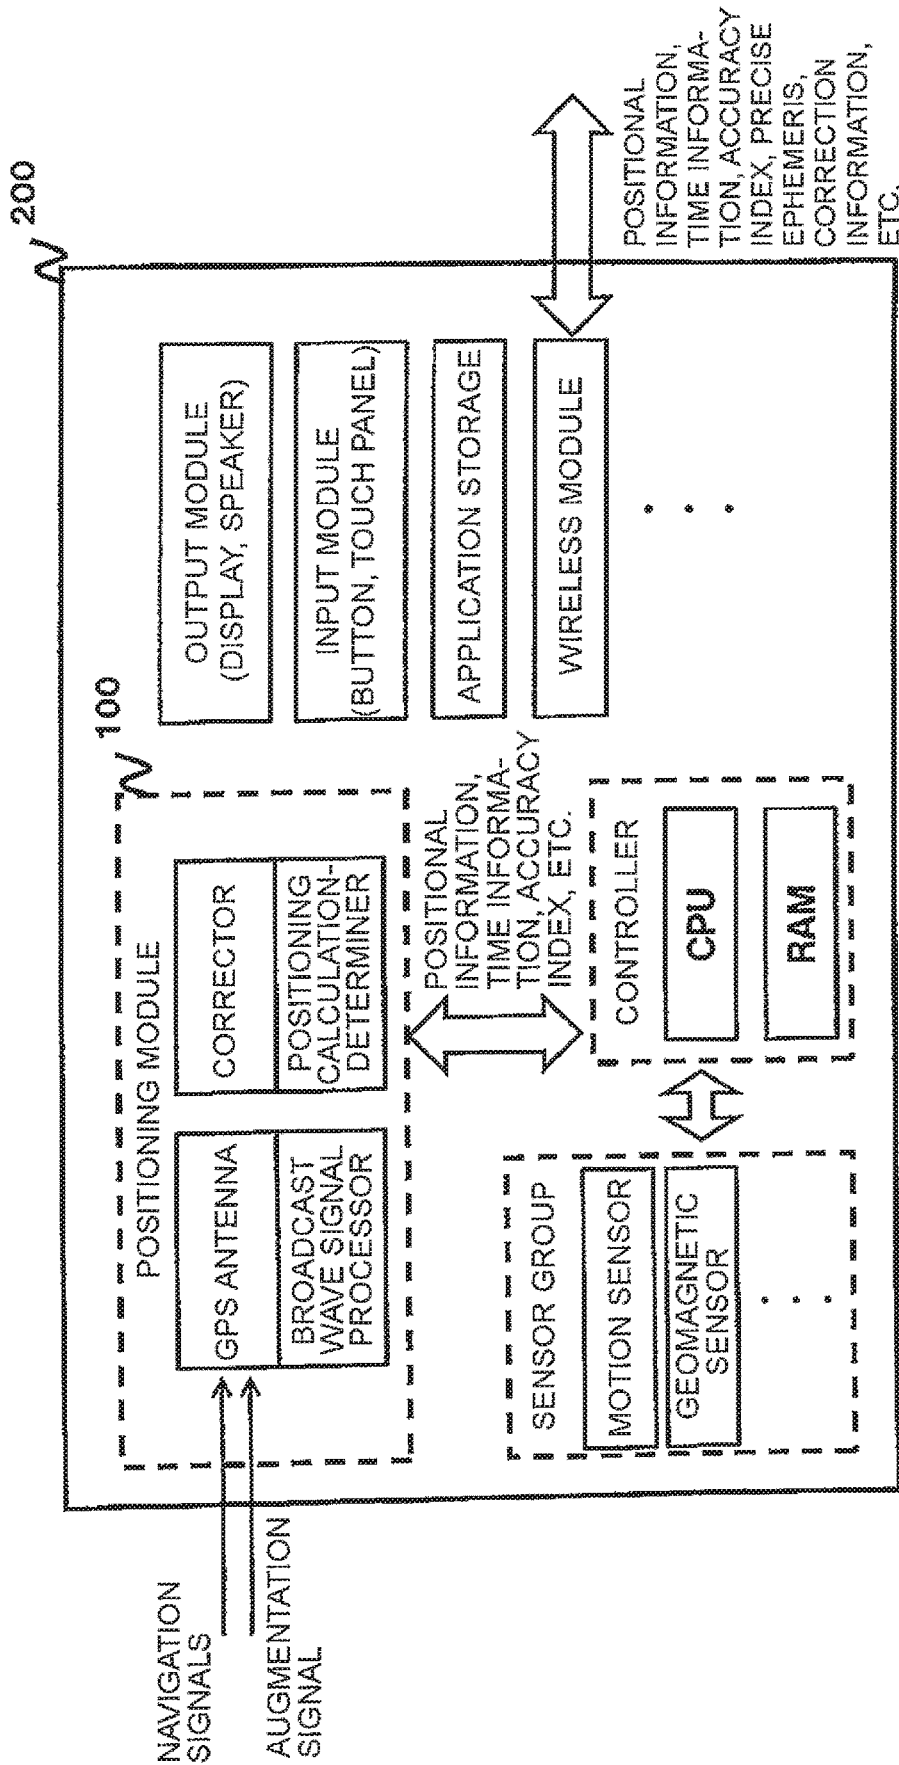 200
100
NAVIGATION
SIGNALS
AUGMENTATION
SIGNAL
POSITIONING MODULE
GPS ANTENNA
BROADCAST
WAVE SIGNAL
PROCESSOR
CORRECTOR
POSITIONING
CALCULATION-
DETERMINER
POSITIONAL
INFORMATION,
TIME INFORMA-
TION, ACCURACY
INDEX, ETC.
SENSOR GROUP
MOTION SENSOR
GEOMAGNETIC
SENSOR
. . .
CONTROLLER
CPU
RAM
OUTPUT MODULE
(DISPLAY, SPEAKER)
INPUT MODULE
(BUTTON, TOUCH PANEL)
APPLICATION STORAGE
WIRELESS MODULE
. . .
POSITIONAL
INFORMATION,
TIME INFORMA-
TION, ACCURACY
INDEX, PRECISE
EPHEMERIS,
CORRECTION
INFORMATION,
ETC.